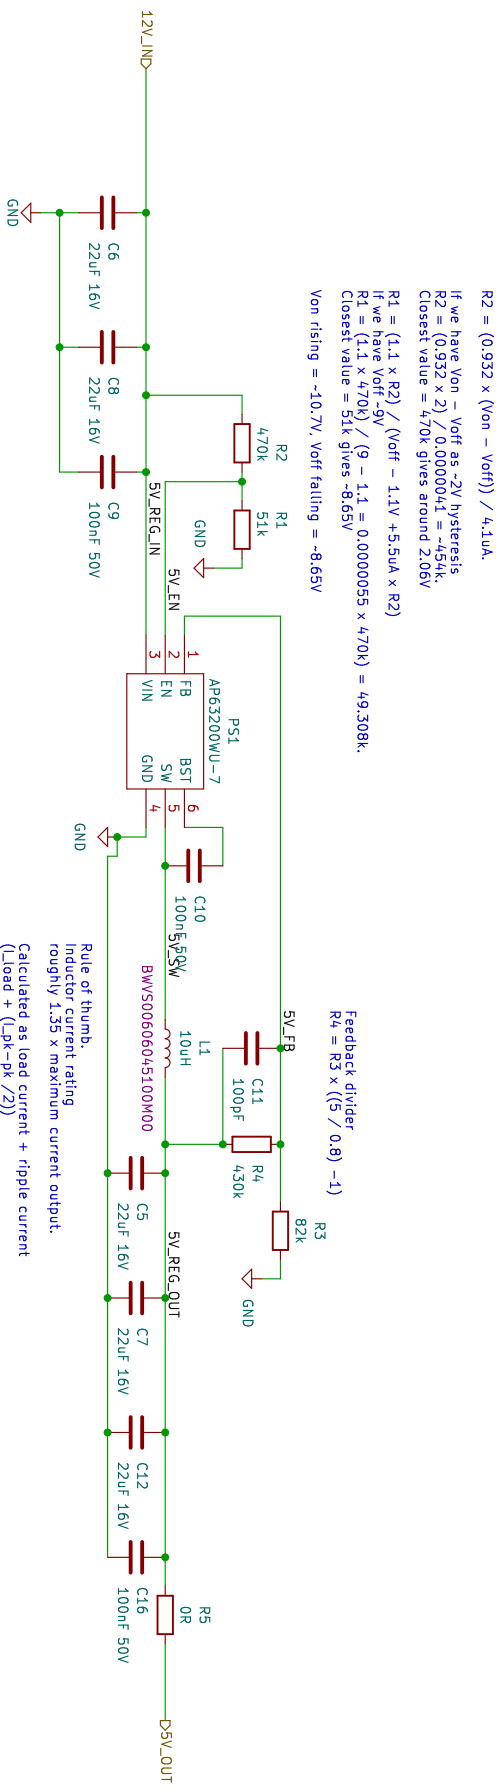 R2 = (0.932 x (Von - Voff)) / 4.1uA.
If we have Von - Voff as ~2V hysteresis
R2 = (0.932 x 2) / 0.0000041 = ~454k.
Closest value = 470k gives around 2.06V
R1 = (1.1 x R2) / (Voff - 1.1V +5.5uA x R2)
If we have Voff ~9V
R1 = (1.1 x 470k) / (9 - 1.1 = 0.0000055 x 470k) = 49.308k.
Closest value = 51k gives ~8.65V
Von rising = ~10.7V, Voff falling = ~8.65V
12V_IN
GND
C6
22uF 16V
C8
22uF 16V
C9
100nF 50V
R2
470k
R1
51k
GND
5V_REG_IN
5V_EN
1
2
3
FB
EN
VIN
PS1
AP63200WU-7
BST
SW
GND
6
5
4
GND
C10
100nF 50V
5V_SW
L1
10uH
BWVS00606045100M00
5V_FB
C11
100pF
R4
430k
Feedback divider
R4 = R3 x ((5 / 0.8) -1)
R3
82k
GND
5V_REG_OUT
C5
22uF 16V
C7
22uF 16V
C12
22uF 16V
C16
100nF 50V
R5
0R
5V_OUT
Rule of thumb.
Inductor current rating
roughly 1.35 x maximum current output.
Calculated as load current + ripple current
(I_load + (I_pk-pk /2))